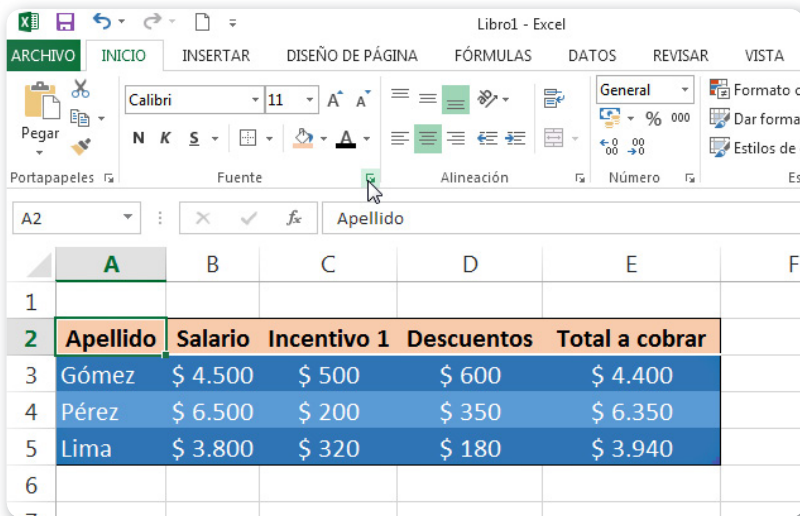 Libro1 - Excel
ARCHIVO INICIO INSERTAR DISEÑO DE PÁGINA FÓRMULAS DATOS REVISAR VISTA
Calibri 11 A A General Formato c
Pegar N K S A % 000 Dar forma
Estilos de
Portapapeles Fuente Alineación Número Es
A2 fx Apellido
A B C D E F
1
2 Apellido Salario Incentivo 1 Descuentos Total a cobrar
3 Gómez $ 4.500 $ 500 $ 600 $ 4.400
4 Pérez $ 6.500 $ 200 $ 350 $ 6.350
5 Lima $ 3.800 $ 320 $ 180 $ 3.940
6